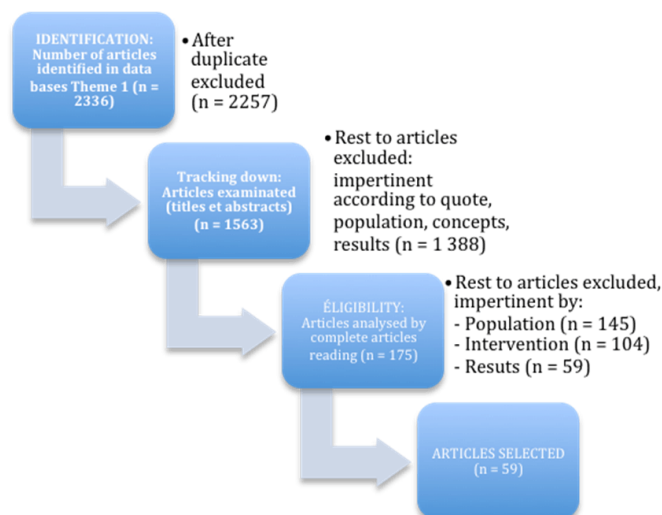 IDENTIFICATION:
Number of articles
identified in data
bases Theme 1 (n =
2336)
• After
duplicate
excluded
(n = 2257)
Tracking down:
Articles examinated
(titles et abstracts)
(n = 1563)
• Rest to articles
excluded:
impertinent
according to quote,
population, concepts,
results (n = 1 388)
ÉLIGIBILITY:
Articles analysed by
complete articles
reading (n = 175)
• Rest to articles excluded,
impertinent by:
- Population (n = 145)
- Intervention (n = 104)
- Resuts (n = 59)
ARTICLES SELECTED
(n = 59)